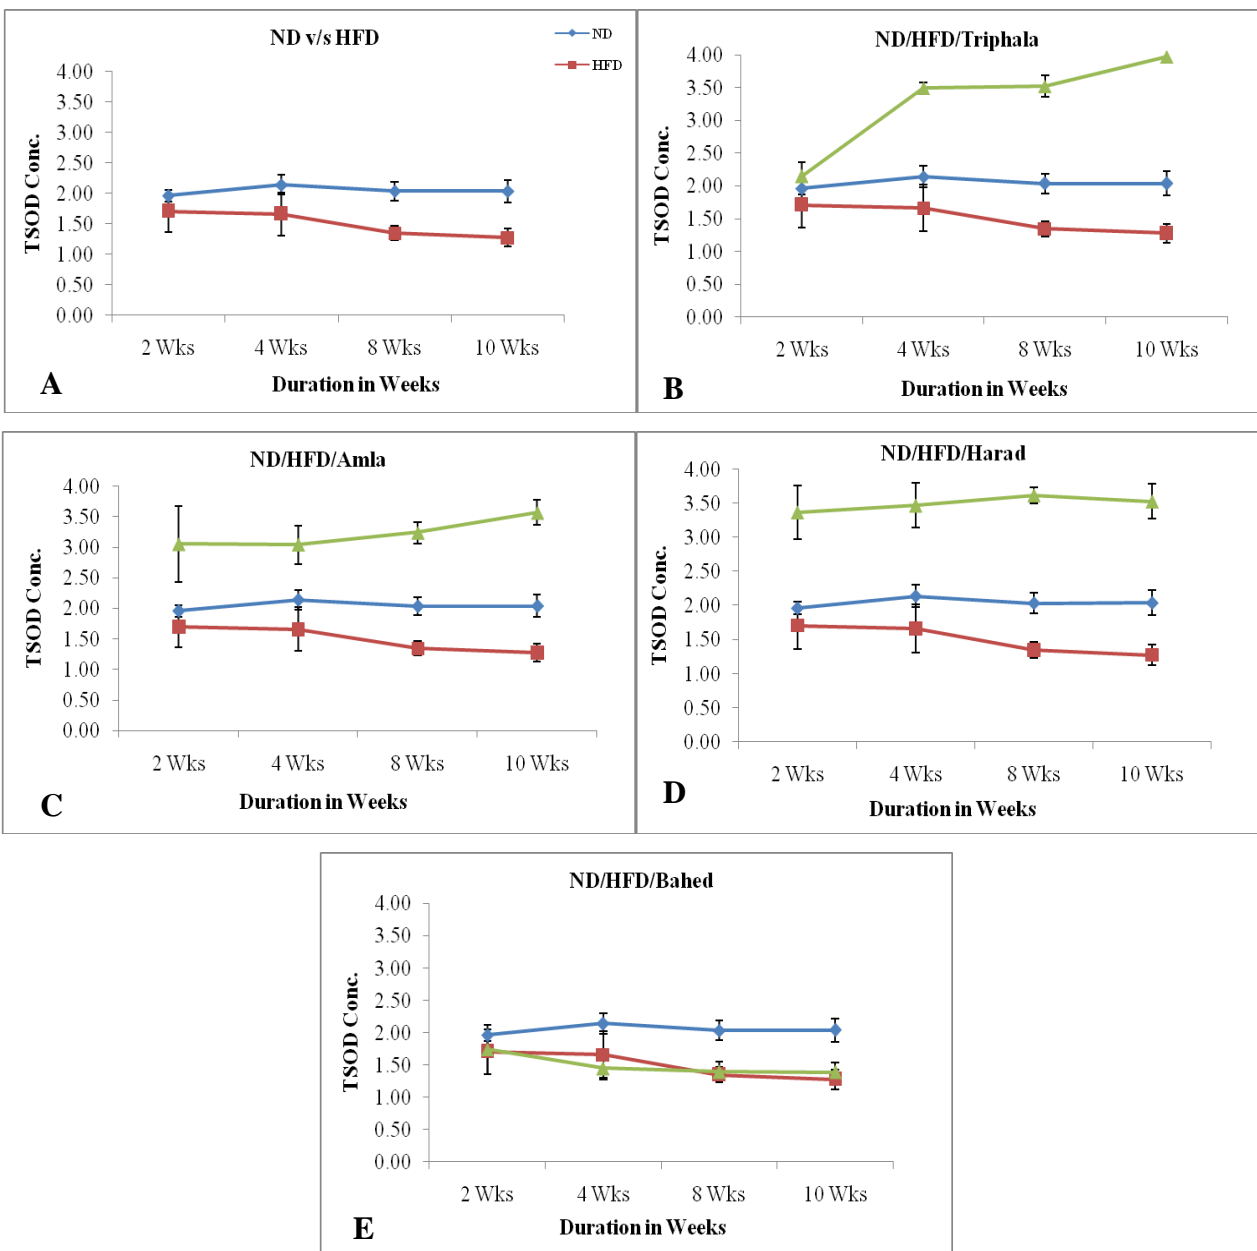 ND v/s HFD
ND
HFD
TSOD Conc.
4.00
3.50
3.00
2.50
2.00
1.50
1.00
0.50
0.00
2 Wks 4 Wks 8 Wks 10 Wks
Duration in Weeks
A
ND/HFD/Triphala
TSOD Conc.
4.00
3.50
3.00
2.50
2.00
1.50
1.00
0.50
0.00
2 Wks 4 Wks 8 Wks 10 Wks
Duration in Weeks
B
ND/HFD/Amla
TSOD Conc.
4.00
3.50
3.00
2.50
2.00
1.50
1.00
0.50
0.00
2 Wks 4 Wks 8 Wks 10 Wks
Duration in Weeks
C
ND/HFD/Harad
TSOD Conc.
4.00
3.50
3.00
2.50
2.00
1.50
1.00
0.50
0.00
2 Wks 4 Wks 8 Wks 10 Wks
Duration in Weeks
D
ND/HFD/Bahed
TSOD Conc.
4.00
3.50
3.00
2.50
2.00
1.50
1.00
0.50
0.00
2 Wks 4 Wks 8 Wks 10 Wks
Duration in Weeks
E